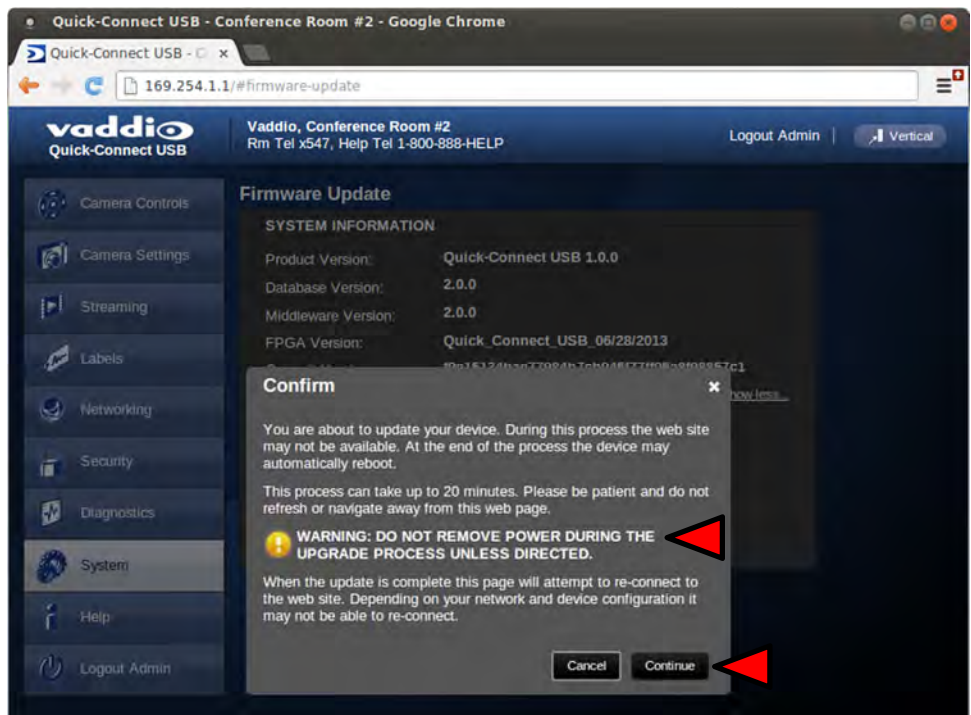 Quick-Connect USB - Conference Room #2 - Google Chrome
Quick-Connect USB - C
169.254.1.1/#firmware-update
vaddio
Quick-Connect USB
Vaddio, Conference Room #2
Rm Tel x547, Help Tel 1-800-888-HELP
Logout Admin
Vertical
Camera Controls
Camera Settings
Streaming
Labels
Networking
Security
Diagnostics
System
Help
Logout Admin
Firmware Update
SYSTEM INFORMATION
Product Version: Quick-Connect USB 1.0.0
Database Version: 2.0.0
Middleware Version: 2.0.0
FPGA Version: Quick_Connect_USB_06/28/2013
how less...
Confirm
You are about to update your device. During this process the web site
may not be available. At the end of the process the device may
automatically reboot.
This process can take up to 20 minutes. Please be patient and do not
refresh or navigate away from this web page.
WARNING: DO NOT REMOVE POWER DURING THE
UPGRADE PROCESS UNLESS DIRECTED.
When the update is complete this page will attempt to re-connect to
the web site. Depending on your network and device configuration it
may not be able to re-connect.
Cancel
Continue